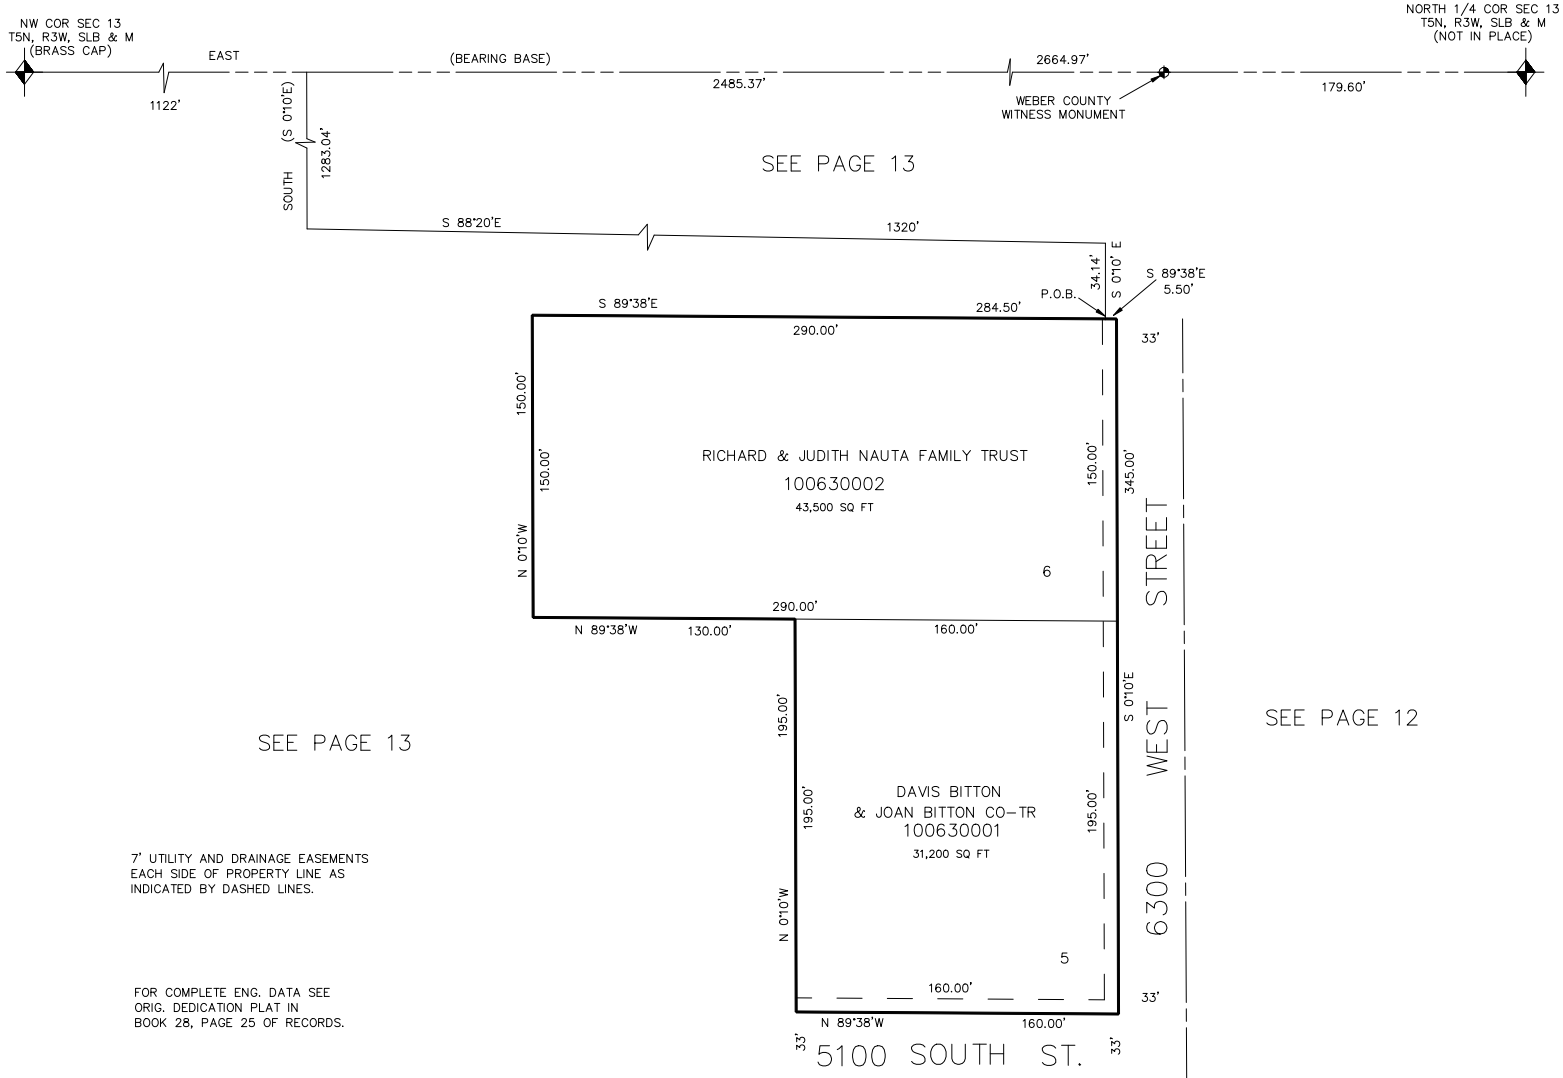 NW COR SEC 13
T5N, R3W, SLB & M
(BRASS CAP)
NORTH 1/4 COR SEC 13
T5N, R3W, SLB & M
(NOT IN PLACE)
EAST
(BEARING BASE)
2664.97'
1122'
2485.37'
179.60'
WEBER COUNTY
WITNESS MONUMENT
SOUTH (S 0°10'E)
1283.04'
SEE PAGE 13
S 88°20'E
1320'
34.14'
S 0°10' E
S 89°38'E
5.50'
P.O.B.
S 89°38'E
284.50'
290.00'
33'
150.00'
150.00'
N 0°10'W
150.00'
345.00'
RICHARD & JUDITH NAUTA FAMILY TRUST
100630002
43,500 SQ FT
6
290.00'
N 89°38'W
130.00'
160.00'
S 0°10'E
6300 WEST STREET
SEE PAGE 13
SEE PAGE 12
195.00'
195.00'
N 0°10'W
195.00'
DAVIS BITTON
& JOAN BITTON CO-TR
100630001
31,200 SQ FT
5
7' UTILITY AND DRAINAGE EASEMENTS
EACH SIDE OF PROPERTY LINE AS
INDICATED BY DASHED LINES.
FOR COMPLETE ENG. DATA SEE
ORIG. DEDICATION PLAT IN
BOOK 28, PAGE 25 OF RECORDS.
160.00'
33'
N 89°38'W
160.00'
33'
33'
5100 SOUTH ST.